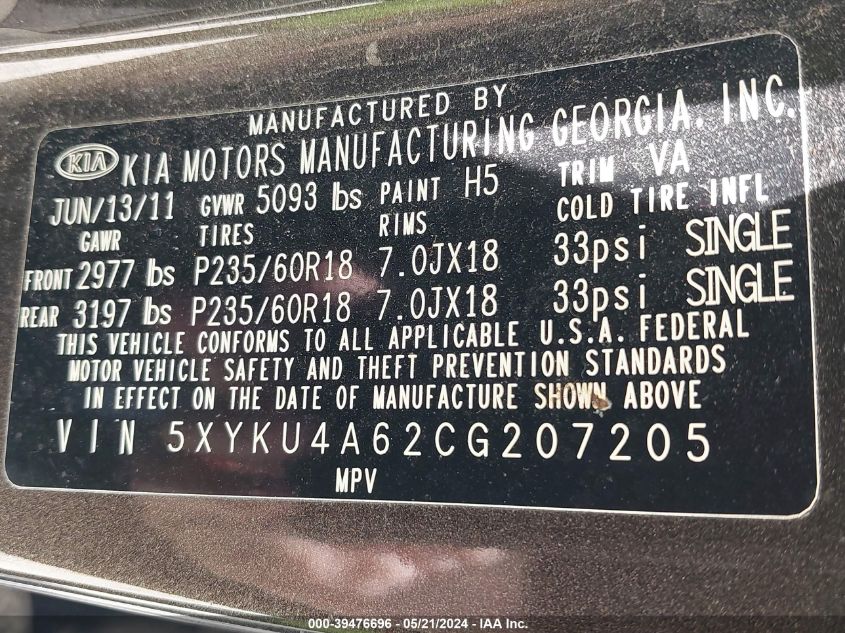 MANUFACTURED BY
KIA KIA MOTORS MANUFACTURING GEORGIA, INC.
JUN/13/11 GVWR 5093 lbs PAINT H5 TRIM VA
GAWR TIRES RIMS COLD TIRE INFL
FRONT 2977 lbs P235/60R18 7.0JX18 33psi SINGLE
REAR 3197 lbs P235/60R18 7.0JX18 33psi SINGLE
THIS VEHICLE CONFORMS TO ALL APPLICABLE U.S.A. FEDERAL
MOTOR VEHICLE SAFETY AND THEFT PREVENTION STANDARDS
IN EFFECT ON THE DATE OF MANUFACTURE SHOWN ABOVE
VIN 5XYKU4A62CG207205
MPV
000-39476696 - 05/21/2024 - IAA Inc.